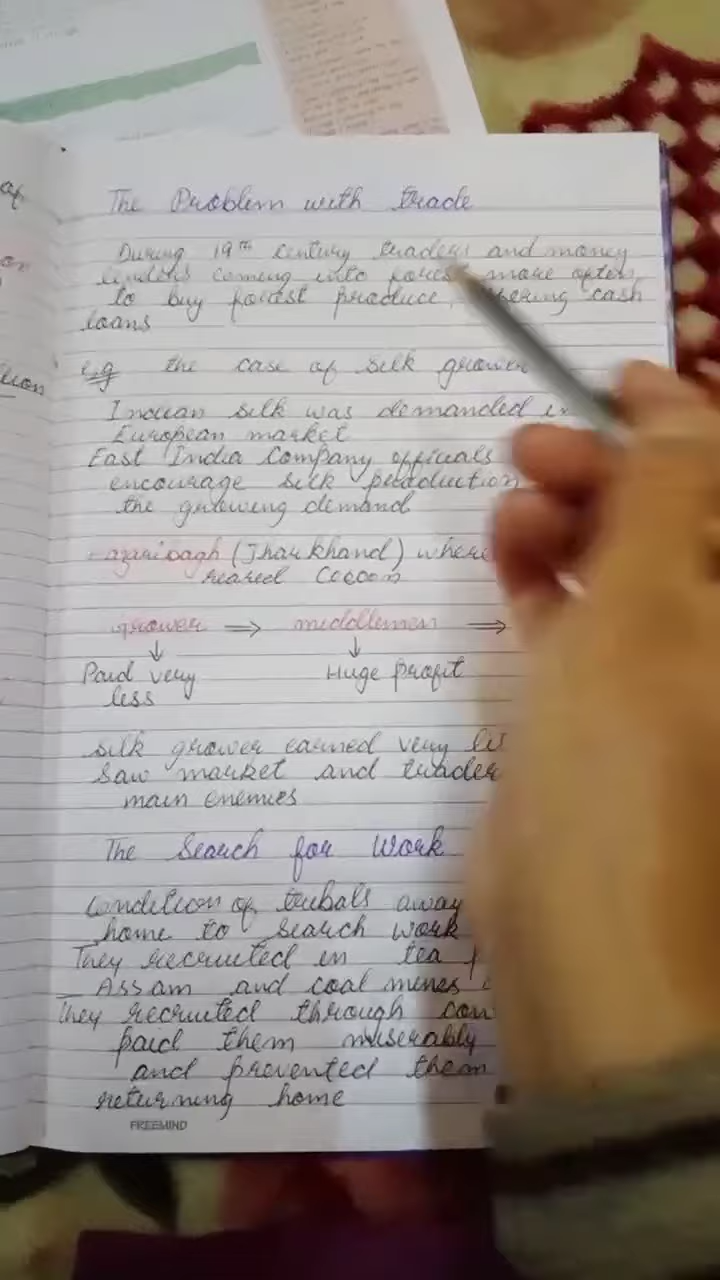 The Problem with trade
During 19th century traders and money
lenders coming into forest more often
to buy forest produce, cash
loans
e.g the case of silk grower
Indian silk was demanded in
European market
East India Company officials
encourage silk production
the growing demand
azaribagh (Jharkhand) where
reared Cocoon
grower → middlemen →
Paid very Huge profit
less
silk grower earned very
Saw market and trader
main enemies
The Search for Work
Condition of tribals away
home to search work
They recruited in tea
Assam and coal mines
They recruited through
paid them miserably
and prevented them
returning home
FREEMIND